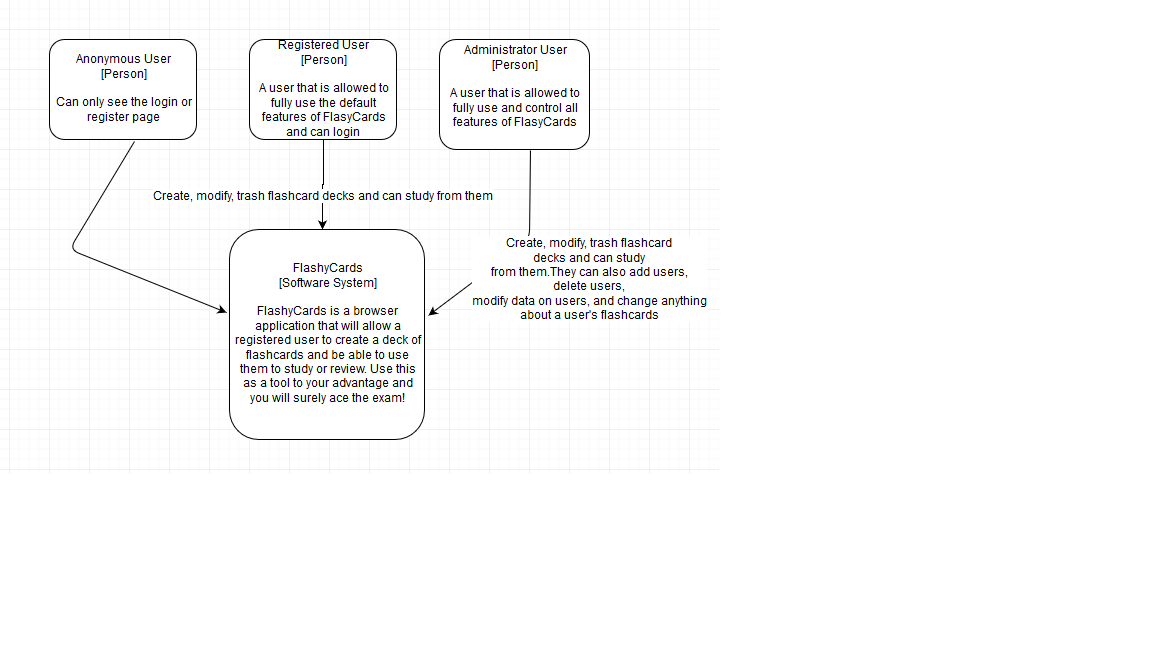 Anonymous User
[Person]
Can only see the login or
register page
Registered User
[Person]
A user that is allowed to
fully use the default
features of FlasyCards
and can login
Administrator User
[Person]
A user that is allowed to
fully use and control all
features of FlasyCards
Create, modify, trash flashcard decks and can study from them
Create, modify, trash flashcard
decks and can study
from them.They can also add users,
delete users,
modify data on users, and change anything
about a user's flashcards
FlashyCards
[Software System]
FlashyCards is a browser
application that will allow a
registered user to create a deck of
flashcards and be able to use
them to study or review. Use this
as a tool to your advantage and
you will surely ace the exam!